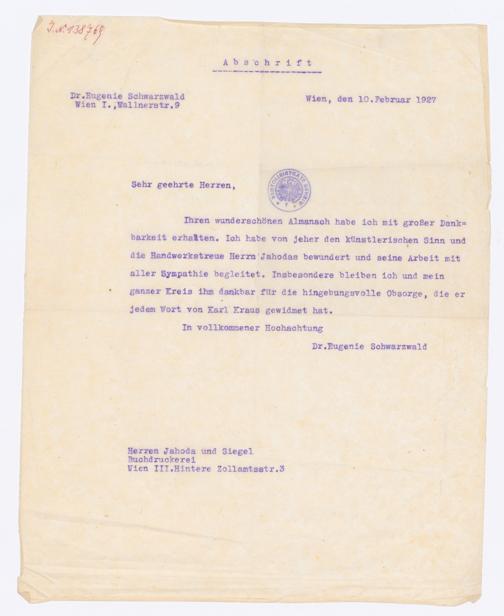 I.N. 138769
Abschrift
Dr.Eugenie Schwarzwald
Wien I.,Wallnerstr.9
Wien, den 10.Februar 1927
Sehr geehrte Herren,
Ihren wunderschönen Almanach habe ich mit großer Dank=
barkeit erhalten. Ich habe von jeher den künstlerischen Sinn und
die Handwerkstreue Herrn Jahodas bewundert und seine Arbeit mit
aller Sympathie begleitet. Insbesondere bleiben ich und mein
ganzer Kreis ihm dankbar für die hingebungsvolle Obsorge, die er
jedem Wort von Karl Kraus gewidmet hat.
In vollkommener Hochachtung
Dr.Eugenie Schwarzwald
Herren Jahoda und Siegel
Buchdruckerei
Wien III.Hintere Zollamtsstr.3